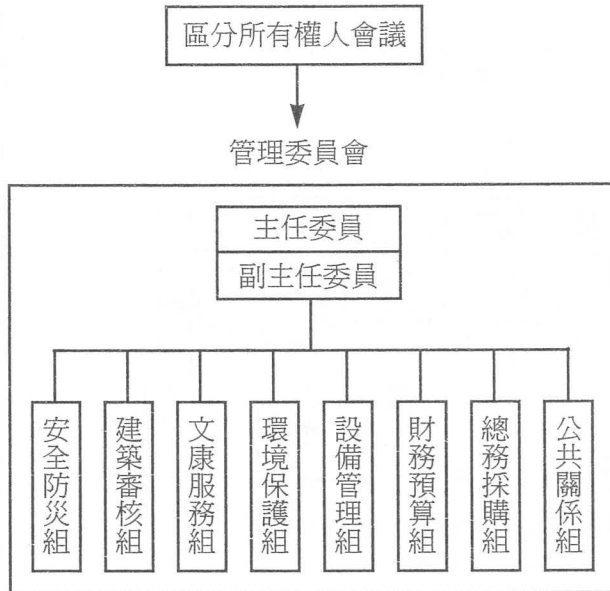 區分所有權人會議
管理委員會
主任委員
副主任委員
安全防災組
建築審核組
文康服務組
環境保護組
設備管理組
財務預算組
總務採購組
公共關係組